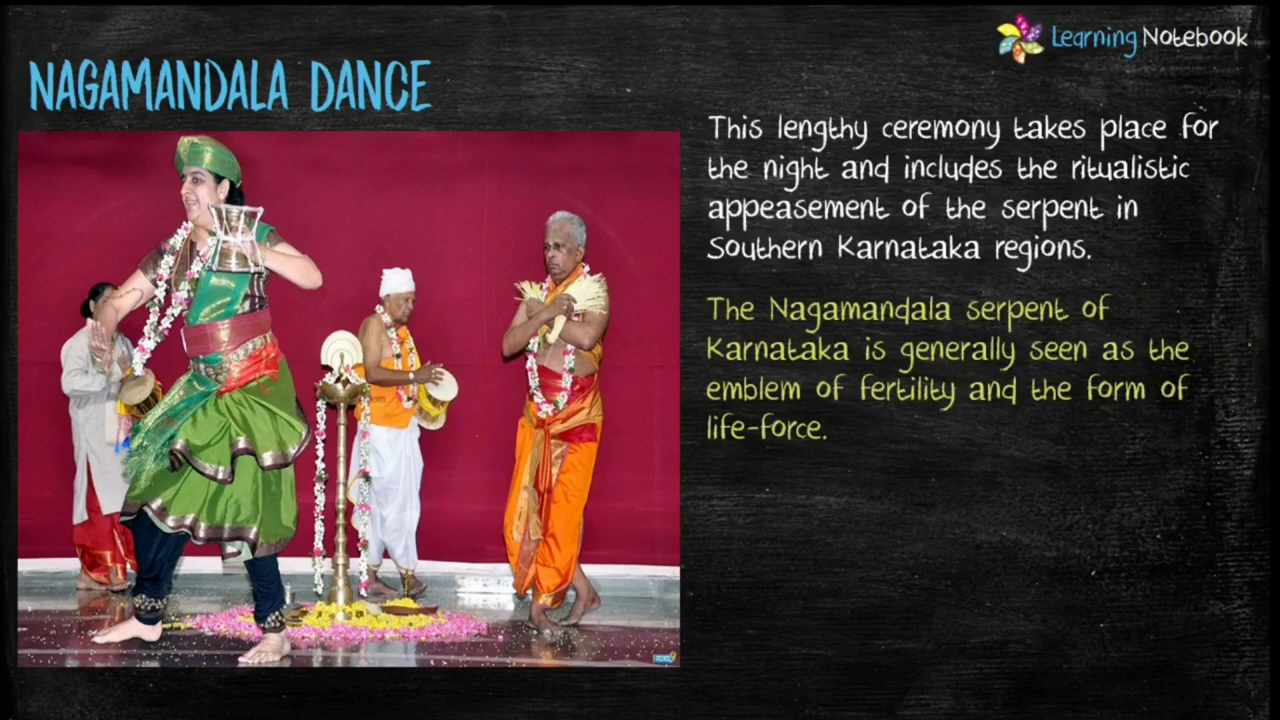 Learning Notebook
NAGAMANDALA DANCE
This lengthy ceremony takes place for
the night and includes the ritualistic
appeasement of the serpent in
Southern Karnataka regions.
The Nagamandala serpent of
Karnataka is generally seen as the
emblem of fertility and the form of
life-force.